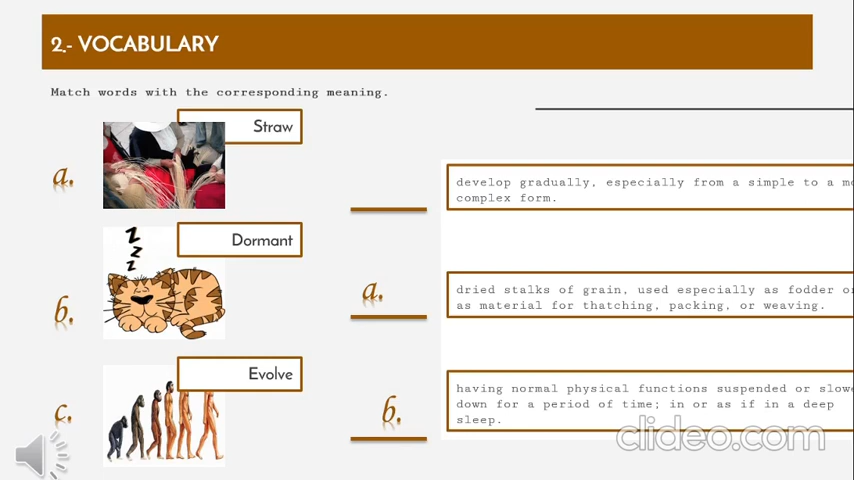 2.- VOCABULARY
Match words with the corresponding meaning.
Straw
a.
develop gradually, especially from a simple to a
complex form.
z
z
z
Dormant
b.
a.
dried stalks of grain, used especially as fodder
as material for thatching, packing, or weaving.
Evolve
c.
b.
having normal physical functions suspended or
down for a period of time; in or as if in a deep
sleep.
clideo.com